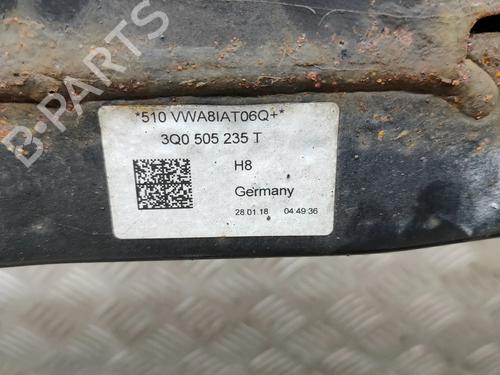 *510 VWA8IAT06Q+*
3Q0 505 235 T
H8
Germany
28.01.18 04:49:36
B-PARTS